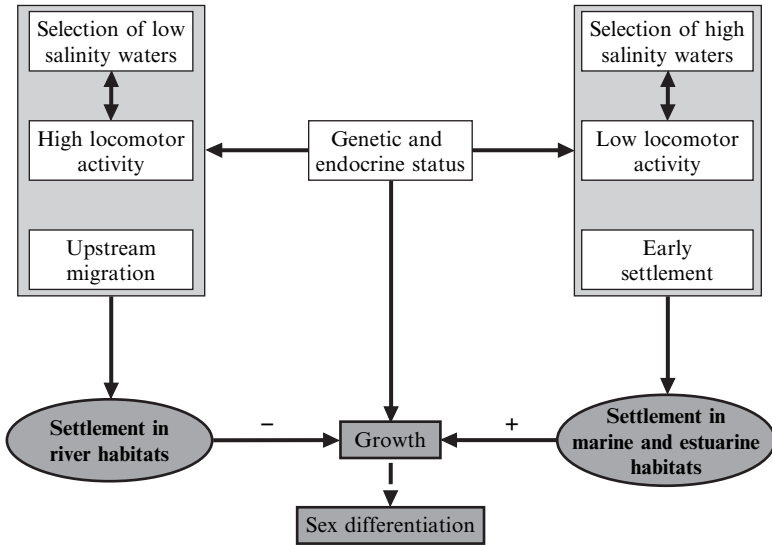 Selection of low
salinity waters
High locomotor
activity
Upstream
migration
Genetic and
endocrine status
Selection of high
salinity waters
Low locomotor
activity
Early
settlement
Settlement in
river habitats
−
Growth
+
Settlement in
marine and estuarine
habitats
Sex differentiation